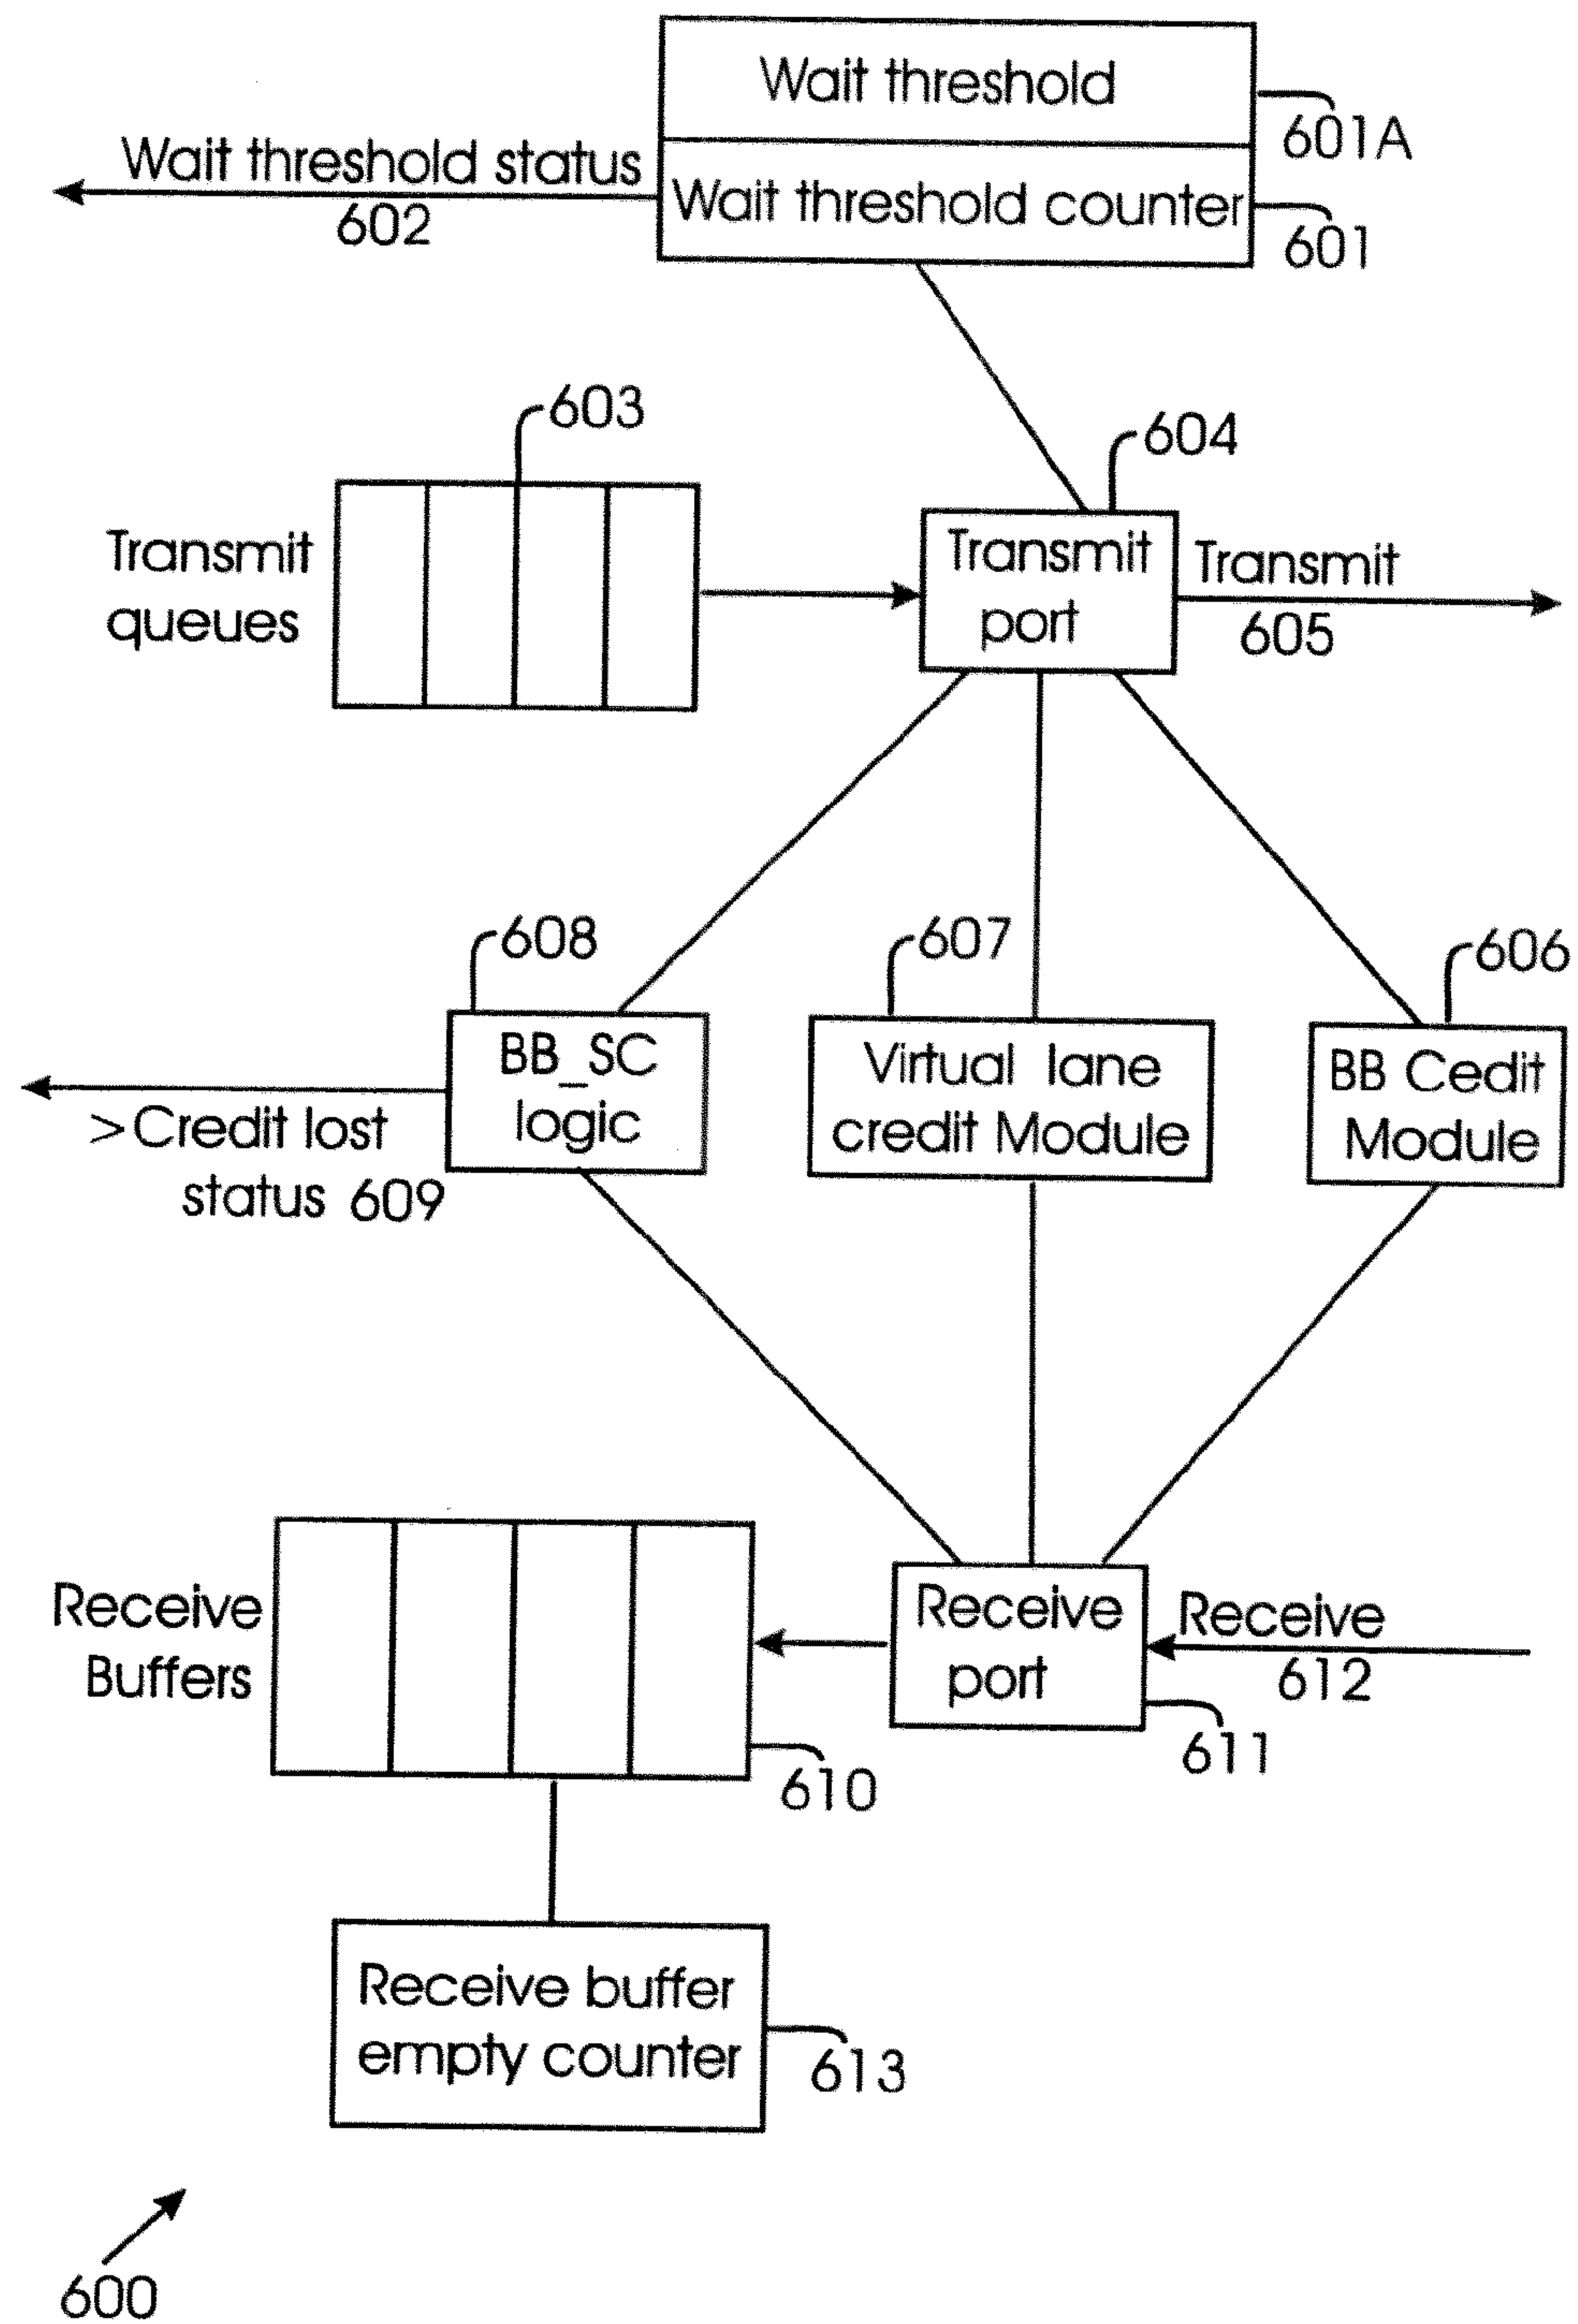 Wait threshold
601A
Wait threshold status
602
Wait threshold counter
601
603
604
Transmit
queues
Transmit
port
Transmit
605
608
607
606
BB_SC
logic
Virtual lane
credit Module
BB Cedit
Module
>Credit lost
status 609
Receive
Buffers
Receive
port
Receive
612
611
610
Receive buffer
empty counter
613
600